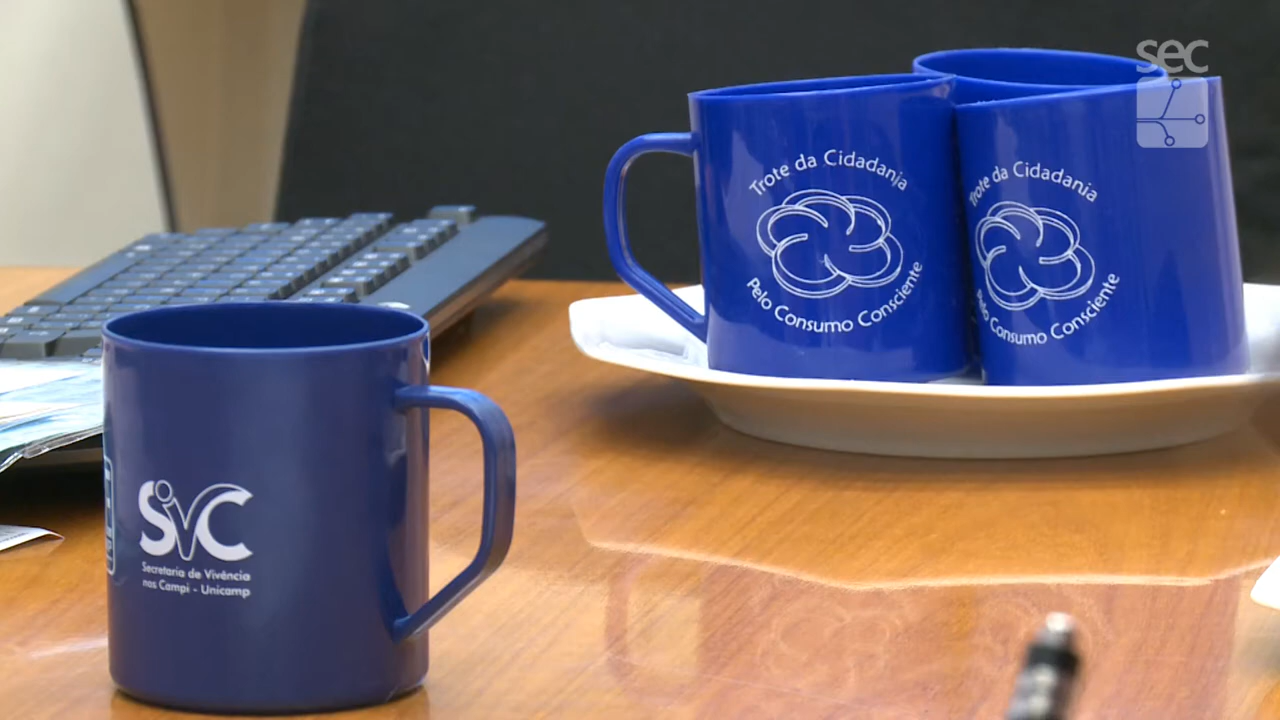 sec
Trote da Cidadania
Pelo Consumo Consciente
Trote da Cidadania
Pelo Consumo Consciente
SVC
Secretaria de Vivência
nos Campi - Unicamp